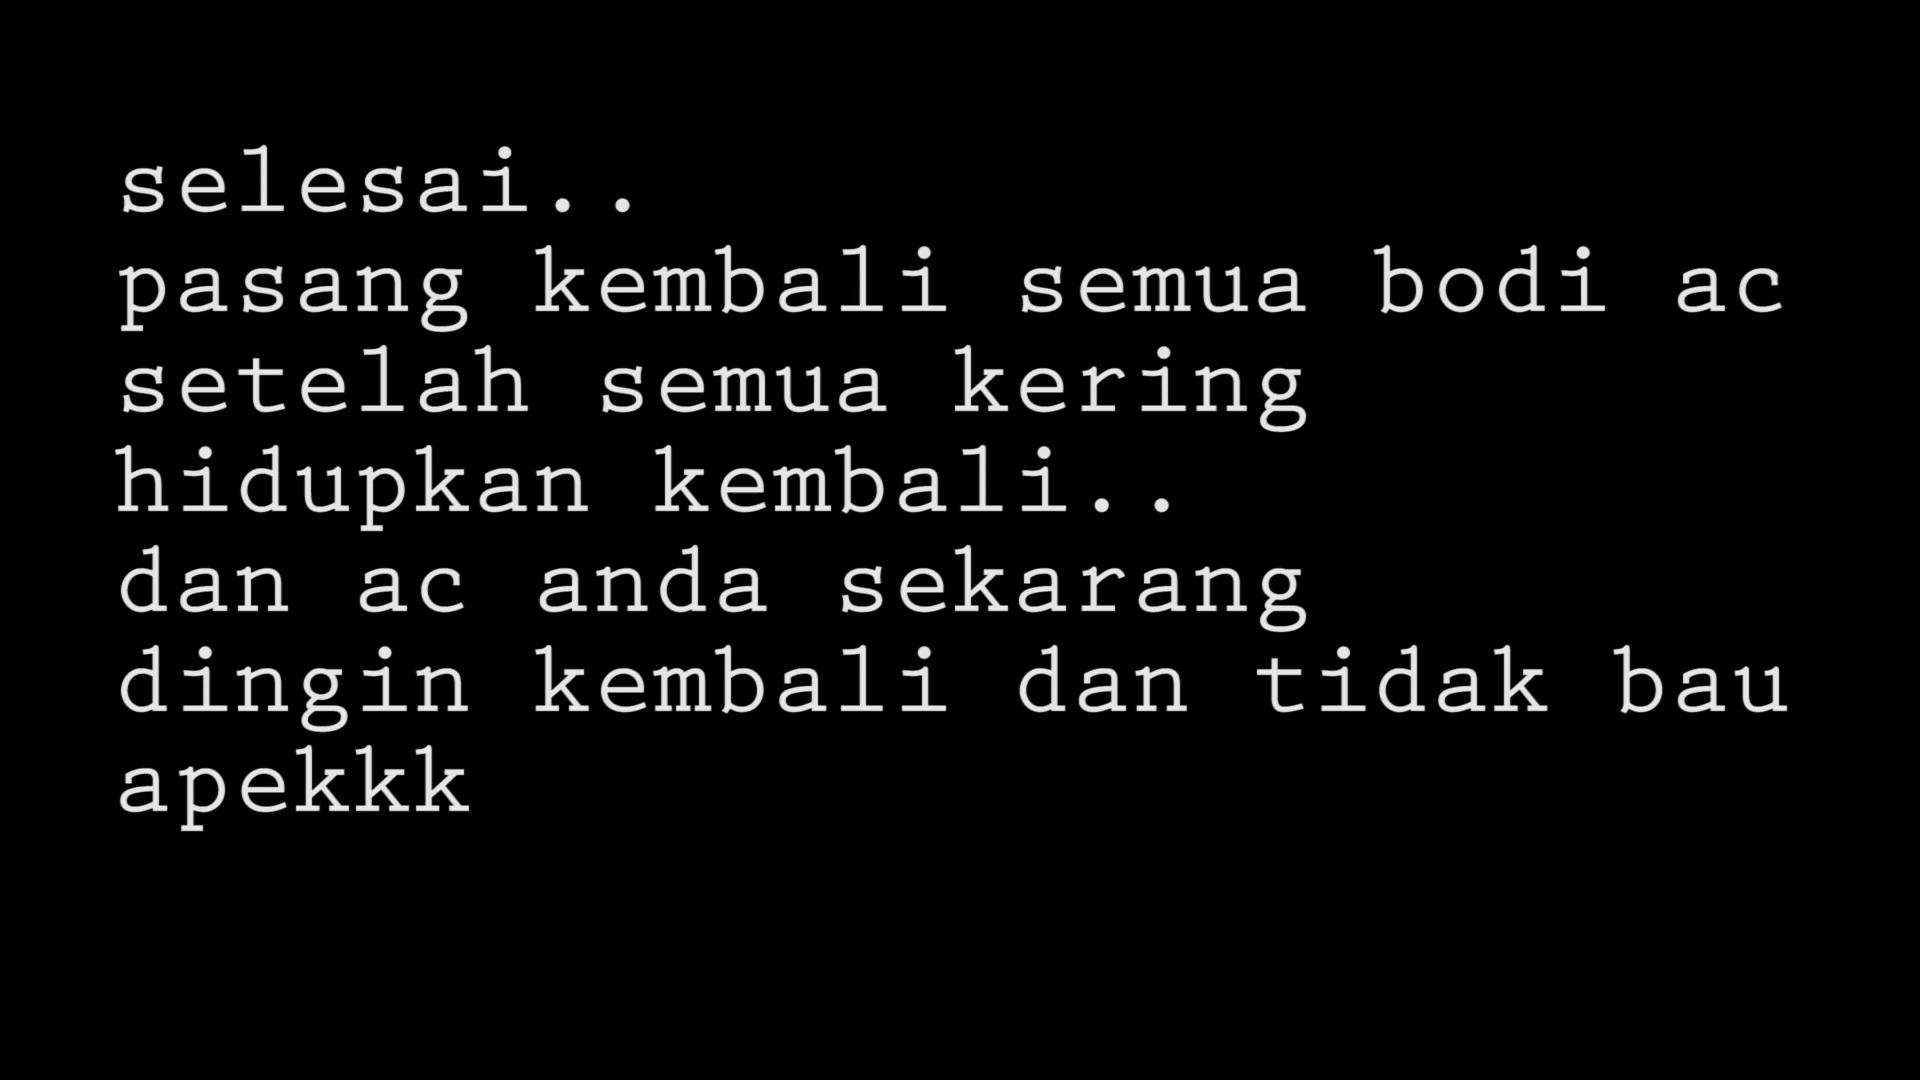 selesai..
pasang kembali semua bodi ac
setelah semua kering
hidupkan kembali..
dan ac anda sekarang
dingin kembali dan tidak bau
apekkk